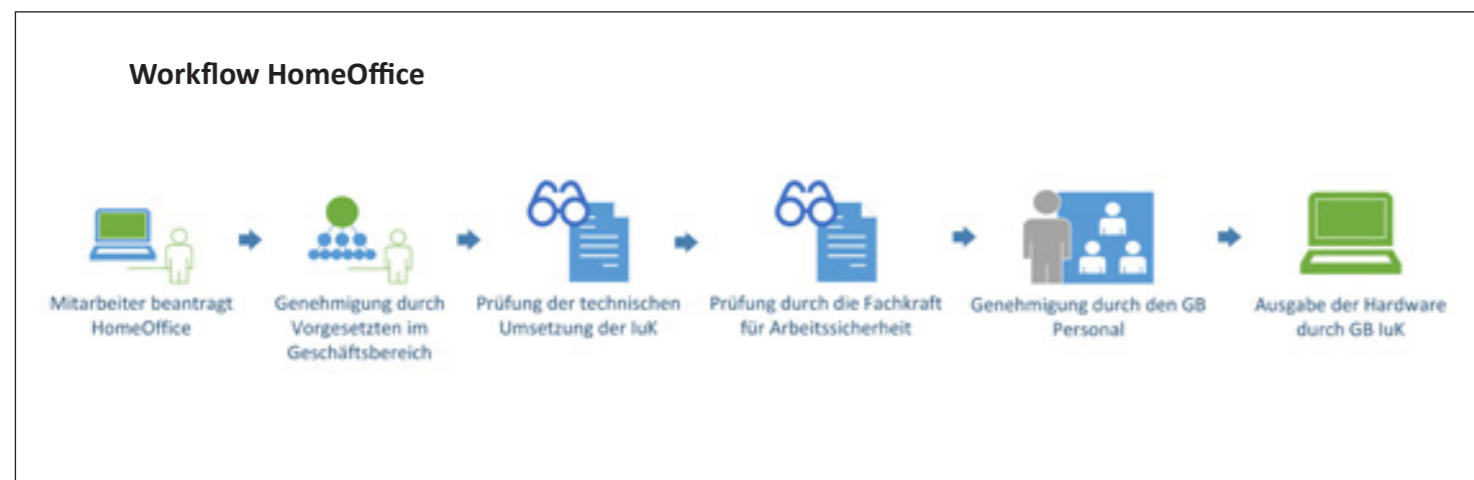 Workflow HomeOffice
Mitarbeiter beantragt
HomeOffice
Genehmigung durch
Vorgesetzten im
Geschäftsbereich
Prüfung der technischen
Umsetzung der IuK
Prüfung durch die Fachkraft
für Arbeitssicherheit
Genehmigung durch den GB
Personal
Ausgabe der Hardware
durch GB IuK